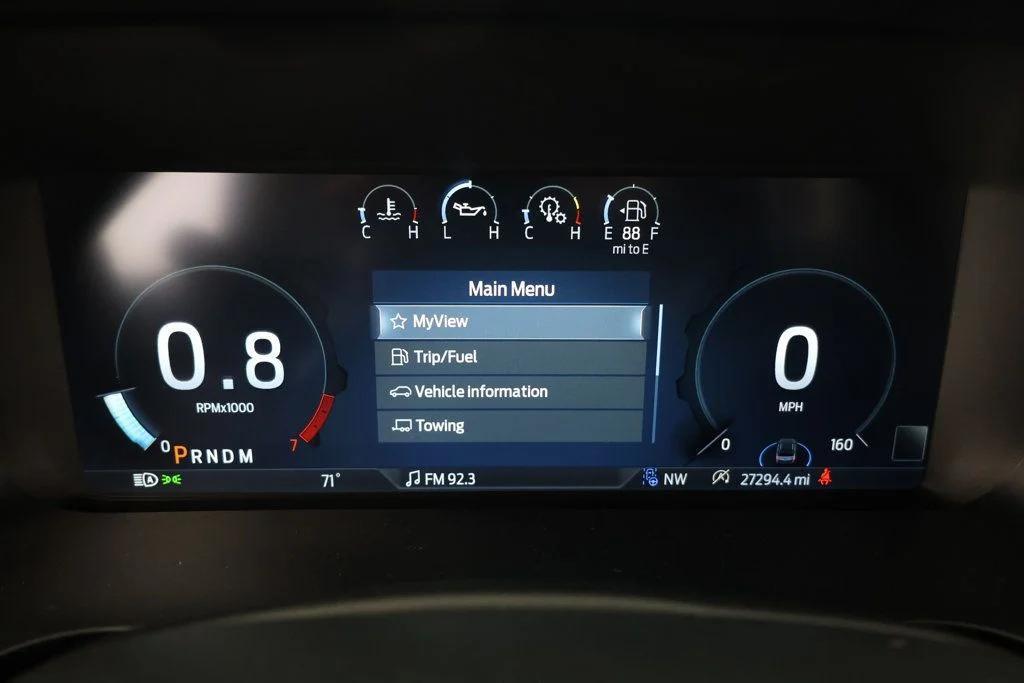 C H
L H
C H
E 88 F
mi to E
Main Menu
MyView
Trip/Fuel
Vehicle information
Towing
0.8
RPMx1000
0 7
PRNDM
0
MPH
0 160
A
71°
FM 92.3
NW
A
27294.4 mi